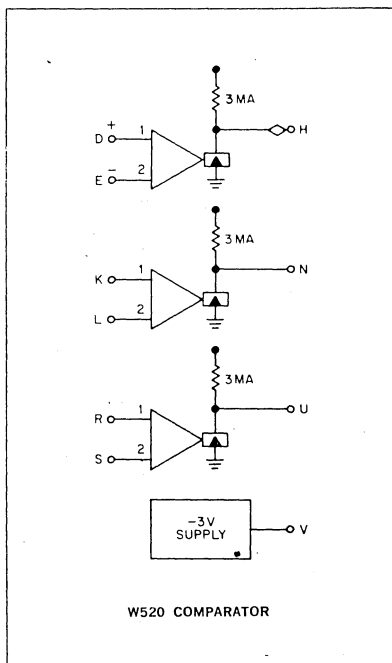 3 MA
+
D 1 H
−
E 2
3 MA
K 1 N
L 2
3 MA
R 1 U
S 2
-3V
SUPPLY V
W520 COMPARATOR